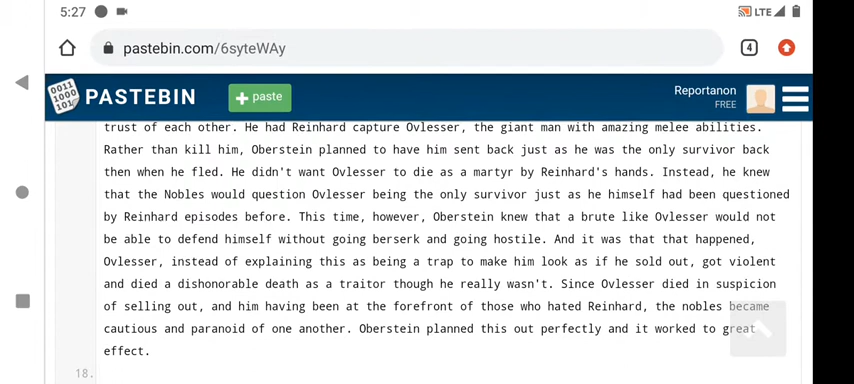 5:27
LTE
pastebin.com/6syteWAy
4
0011
1000
101
PASTEBIN
+ paste
Reportanon
FREE
trust of each other. He had Reinhard capture Ovlesser, the giant man with amazing melee abilities.
Rather than kill him, Oberstein planned to have him sent back just as he was the only survivor back
then when he fled. He didn't want Ovlesser to die as a martyr by Reinhard's hands. Instead, he knew
that the Nobles would question Ovlesser being the only survivor just as he himself had been questioned
by Reinhard episodes before. This time, however, Oberstein knew that a brute like Ovlesser would not
be able to defend himself without going berserk and going hostile. And it was that that happened,
Ovlesser, instead of explaining this as being a trap to make him look as if he sold out, got violent
and died a dishonorable death as a traitor though he really wasn't. Since Ovlesser died in suspicion
of selling out, and him having been at the forefront of those who hated Reinhard, the nobles became
cautious and paranoid of one another. Oberstein planned this out perfectly and it worked to great
effect.
18.